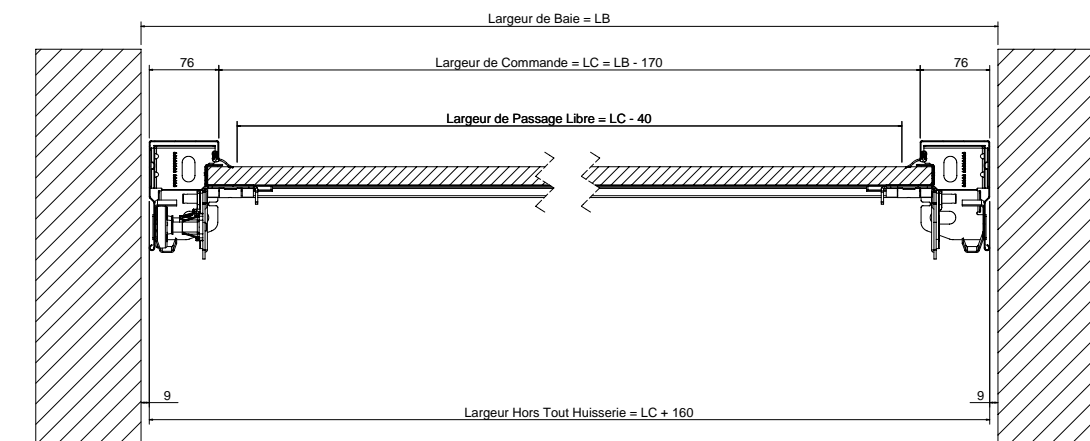 Largeur de Baie = LB
76
Largeur de Commande = LC = LB - 170
76
Largeur de Passage Libre = LC - 40
9
9
Largeur Hors Tout Huisserie = LC + 160